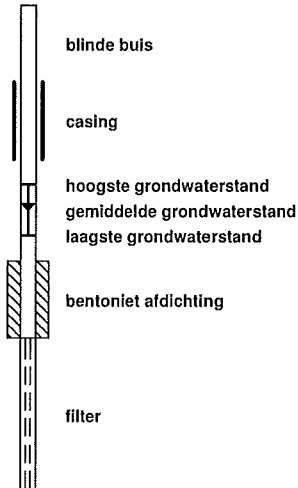 blinde buis
casing
hoogste grondwaterstand
gemiddelde grondwaterstand
laagste grondwaterstand
bentoniet afdichting
filter